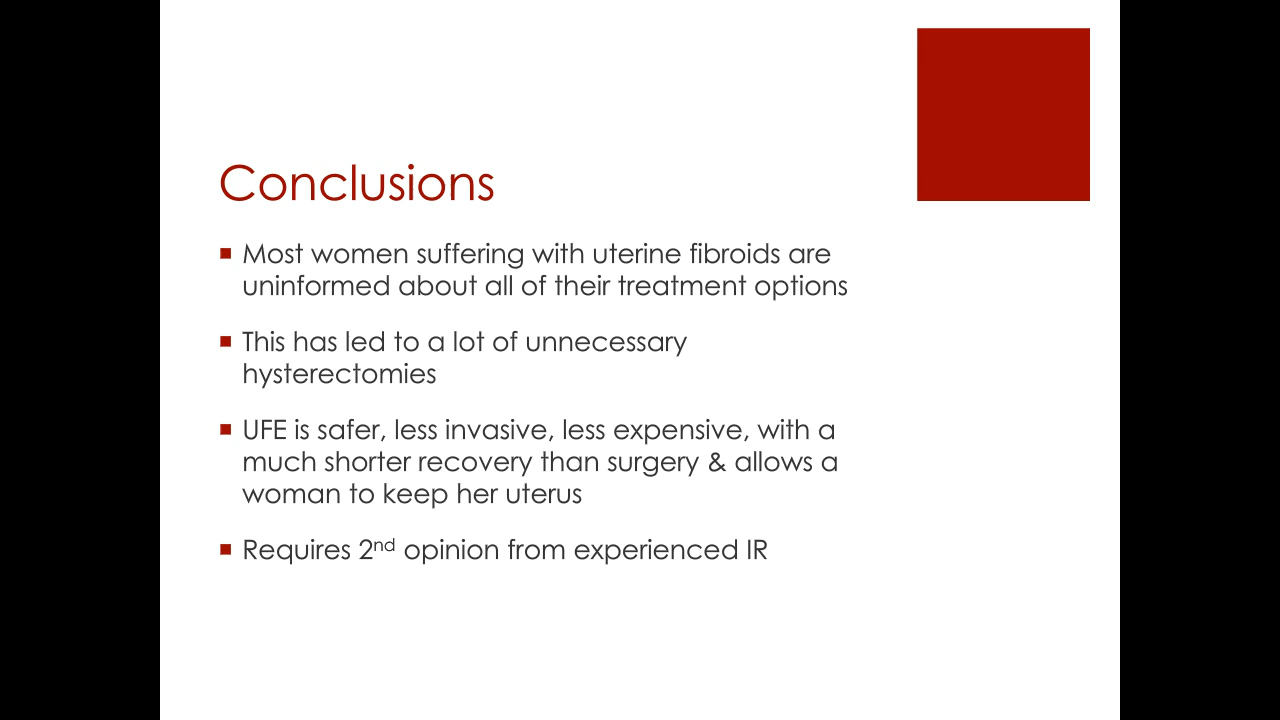 Conclusions
Most women suffering with uterine fibroids are
uninformed about all of their treatment options
This has led to a lot of unnecessary
hysterectomies
UFE is safer, less invasive, less expensive, with a
much shorter recovery than surgery & allows a
woman to keep her uterus
Requires 2nd opinion from experienced IR